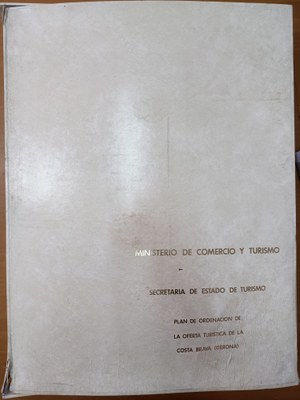 MINISTERIO DE COMERCIO Y TURISMO
–
SECRETARIA DE ESTADO DE TURISMO
PLAN DE ORDENACION DE
LA OFERTA TURISTICA DE LA
COSTA BRAVA (GERONA)